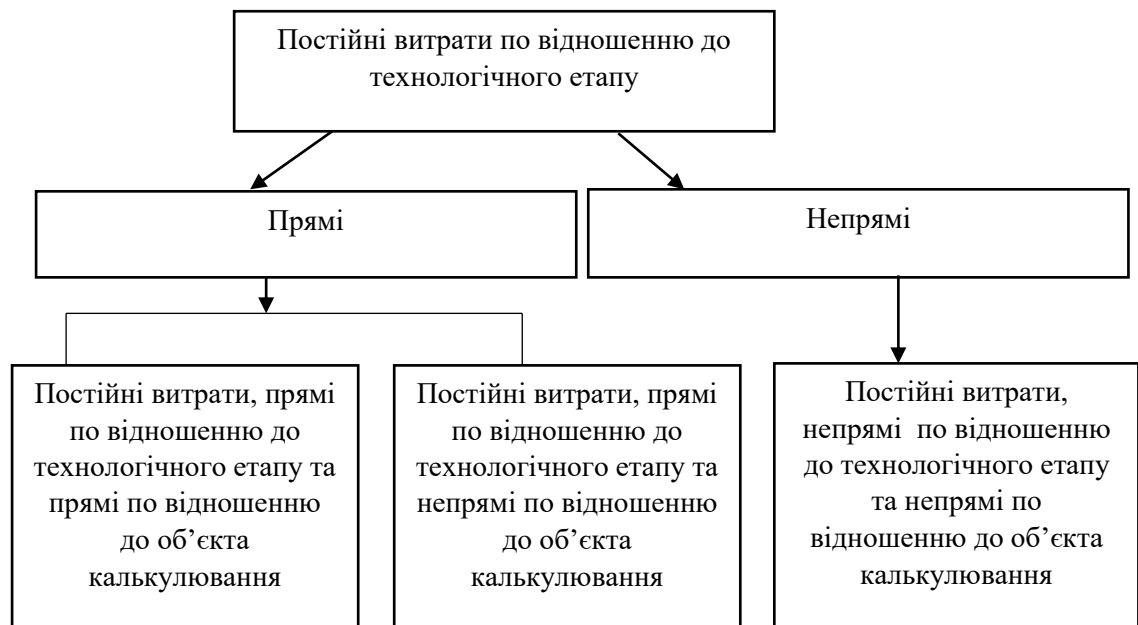 Постійні витрати по відношенню до
технологічного етапу
Прямі
Непрямі
Постійні витрати, прямі
по відношенню до
технологічного етапу та
прямі по відношенню
до об’єкта
калькулювання
Постійні витрати, прямі
по відношенню до
технологічного етапу та
непрямі по відношенню
до об’єкта
калькулювання
Постійні витрати,
непрямі по відношенню
до технологічного етапу
та непрямі по
відношенню до об’єкта
калькулювання